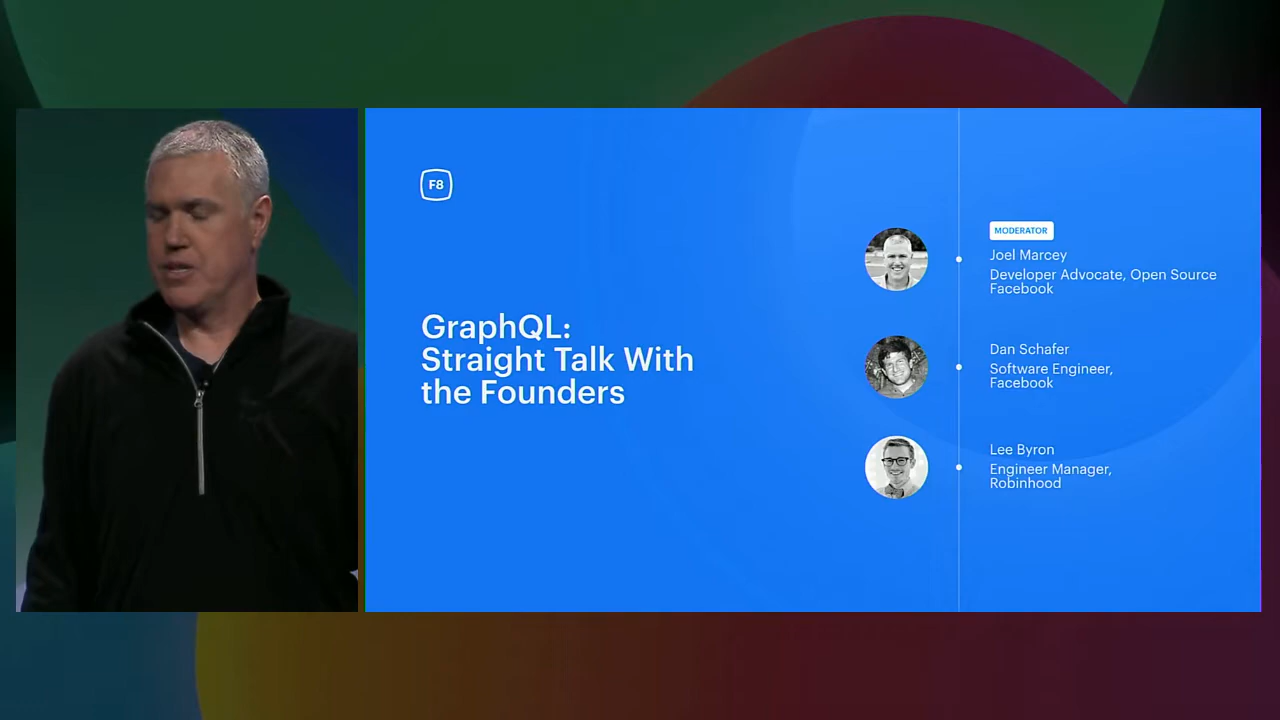 F8
GraphQL:
Straight Talk With
the Founders
MODERATOR
Joel Marcey
Developer Advocate, Open Source
Facebook
Dan Schafer
Software Engineer,
Facebook
Lee Byron
Engineer Manager,
Robinhood